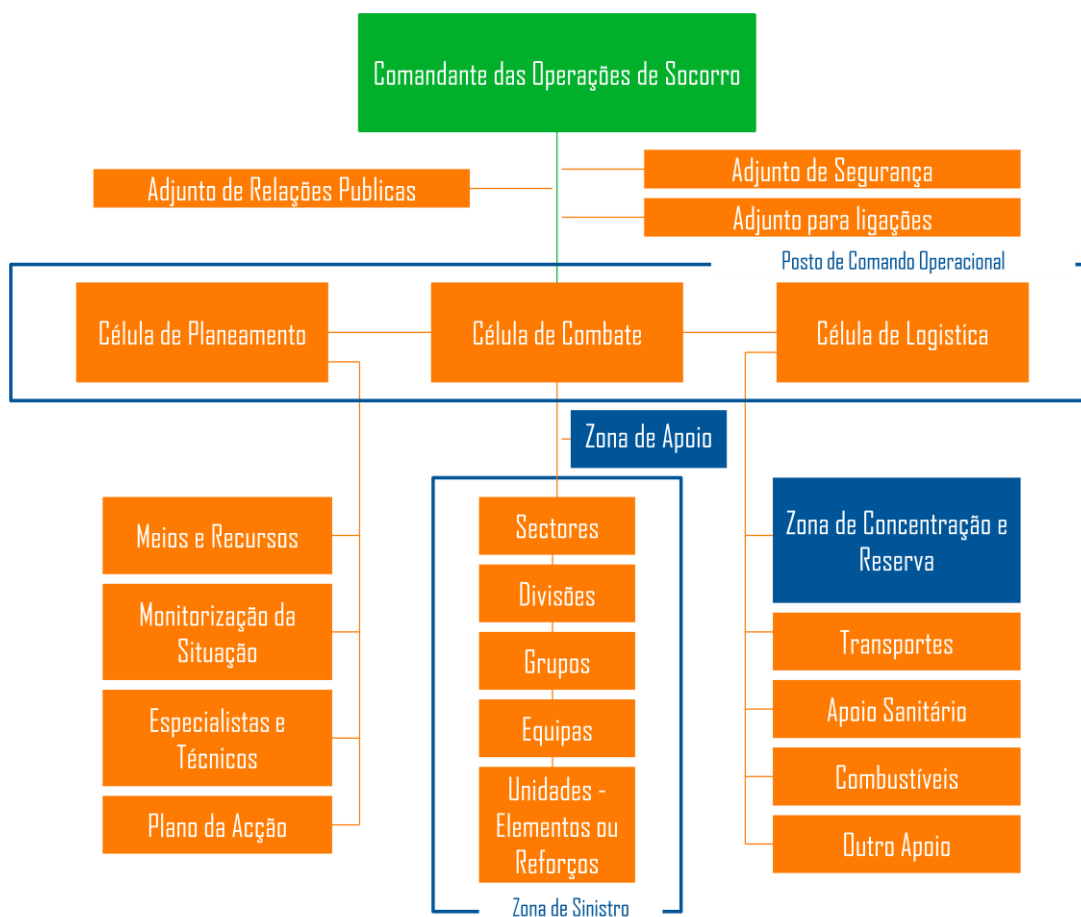 Comandante das Operações de Socorro
Adjunto de Relações Publicas
Adjunto de Segurança
Adjunto para ligações
Posto de Comando Operacional
Célula de Planeamento
Célula de Combate
Célula de Logistica
Zona de Apoio
Meios e Recursos
Monitorização da
Situação
Especialistas e
Técnicos
Plano da Acção
Sectores
Divisões
Grupos
Equipas
Unidades -
Elementos ou
Reforços
Zona de Sinistro
Zona de Concentração e
Reserva
Transportes
Apoio Sanitário
Combustíveis
Outro Apoio